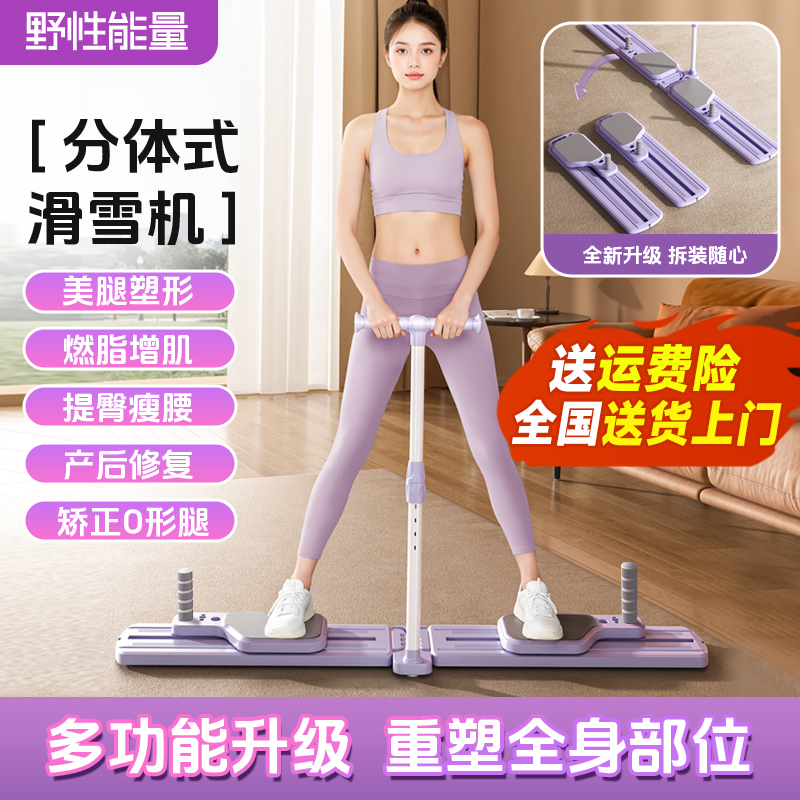 野性能量
[ 分体式
滑雪机 ]
美腿塑形
燃脂增肌
提臀瘦腰
产后修复
矫正O形腿
全新升级 拆装随心
送运费险
全国送货上门
多功能升级 重塑全身部位